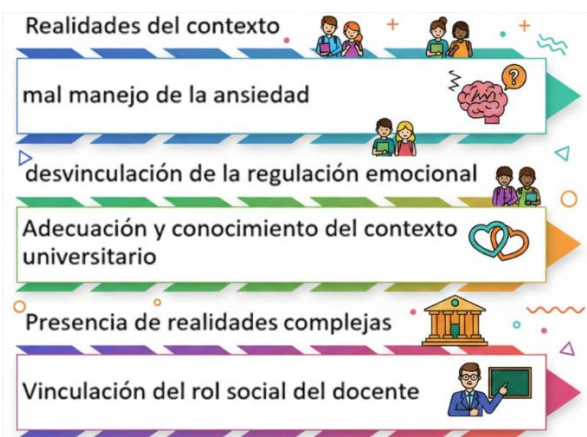 Realidades del contexto
mal manejo de la ansiedad
desvinculación de la regulación emocional
Adecuación y conocimiento del contexto
universitario
Presencia de realidades complejas
Vinculación del rol social del docente